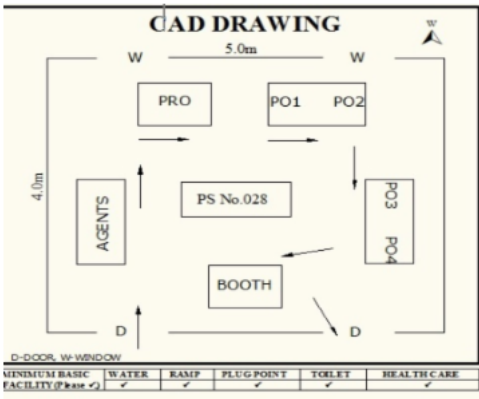 CAD DRAWING
W
W 5.0m W
PRO
PO1 PO2
4.0m
AGENTS
PS No.028
PO3 PO4
BOOTH
D D
D-DOOR, W-WINDOW
MINIMUM BASIC FACILITY (Please ✓) WATER RAMP PLUG POINT TOILET HEALTH CARE
✓ ✓ ✓ ✓ ✓